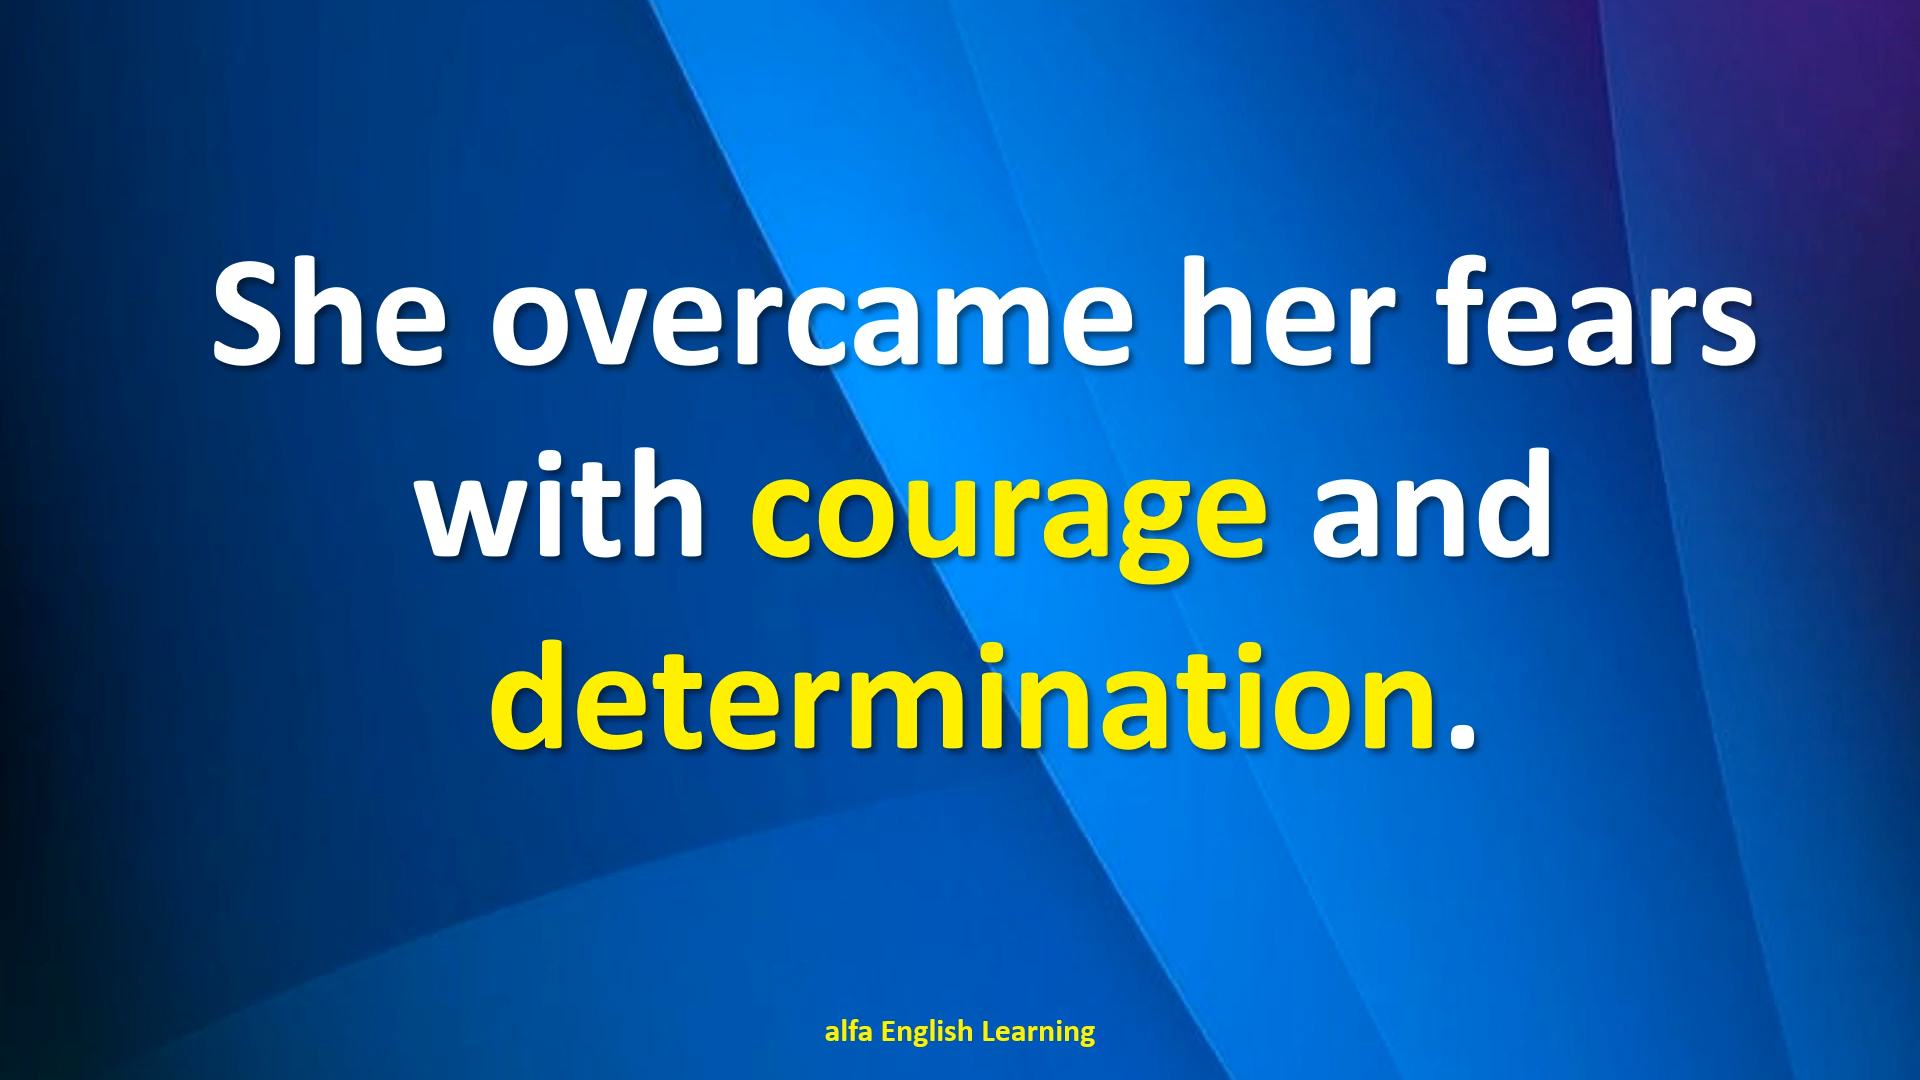 She overcame her fears
with courage and
determination.
alfa English Learning